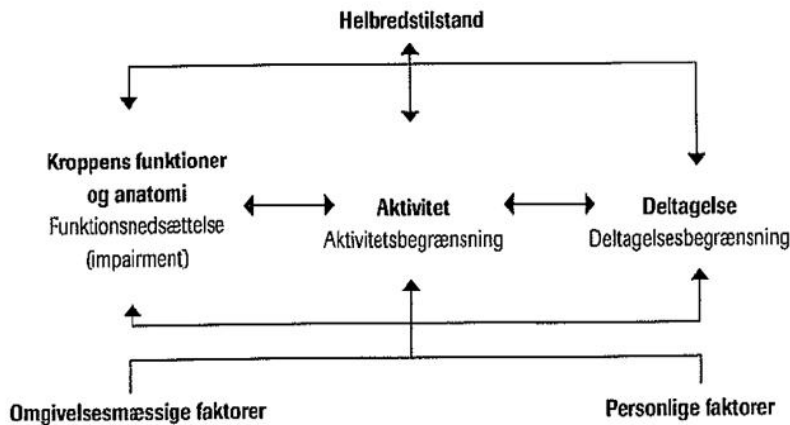 Helbredstilstand
Kroppens funktioner
og anatomi
Funktionsnedsættelse
(impairment)
Aktivitet
Aktivitetsbegrænsning
Deltagelse
Deltagelsesbegrænsning
Omgivelsesmæssige faktorer
Personlige faktorer